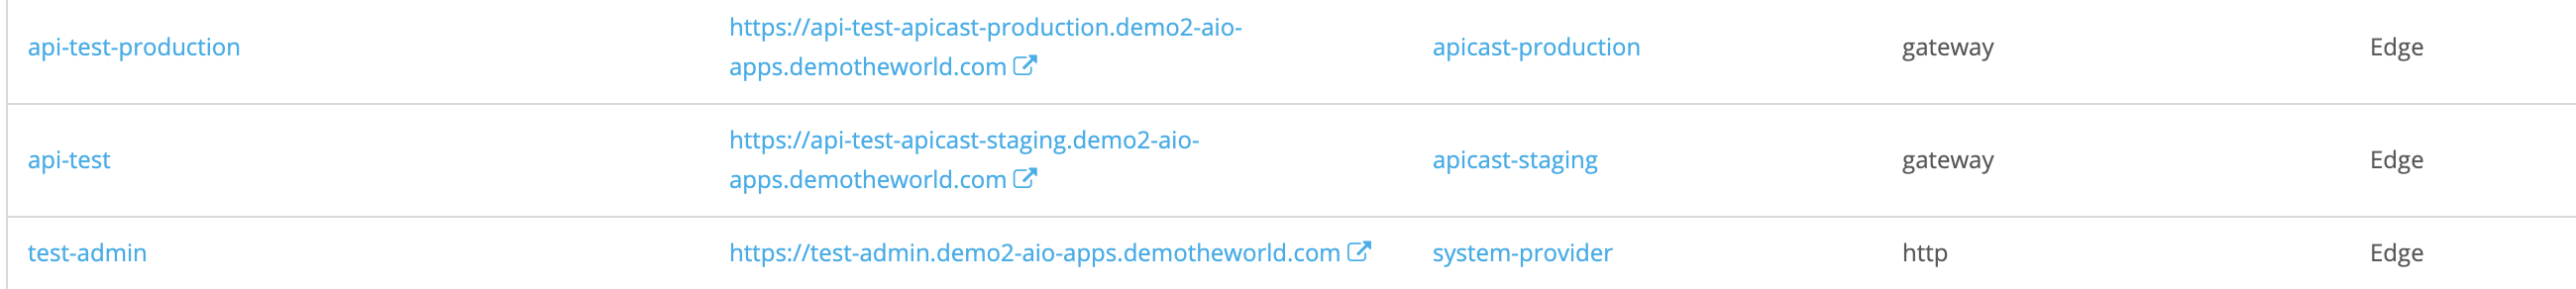 api-test-production
https://api-test-apicast-production.demo2-aio-
apps.demotheworld.com
apicast-production
gateway
Edge
api-test
https://api-test-apicast-staging.demo2-aio-
apps.demotheworld.com
apicast-staging
gateway
Edge
test-admin
https://test-admin.demo2-aio-apps.demotheworld.com
system-provider
http
Edge